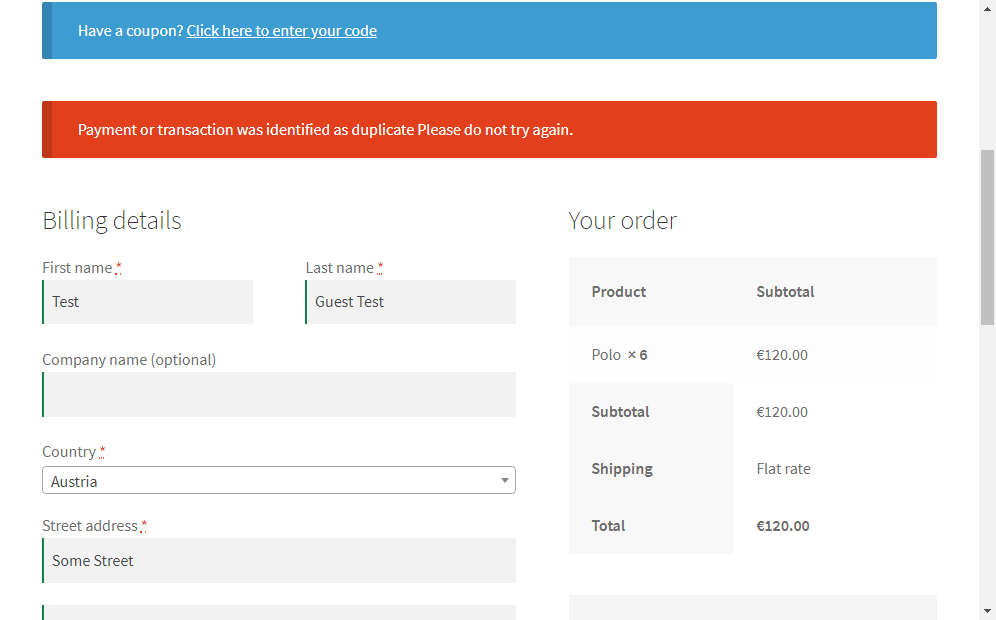 Have a coupon? Click here to enter your code
Payment or transaction was identified as duplicate Please do not try again.
Billing details
First name *
Last name *
Test
Guest Test
Company name (optional)
Country *
Austria
Street address *
Some Street
Your order
Product Subtotal
Polo × 6 €120.00
Subtotal €120.00
Shipping Flat rate
Total €120.00